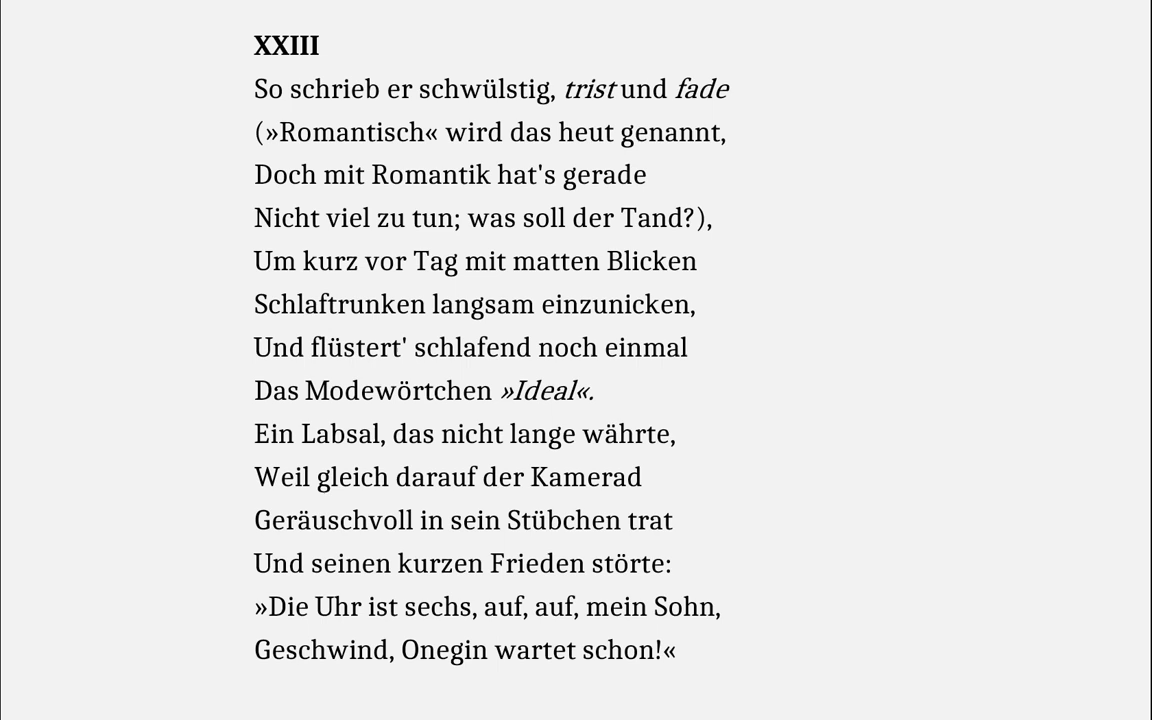 XXIII
So schrieb er schwülstig, trist und fade
(»Romantisch« wird das heut genannt,
Doch mit Romantik hat's gerade
Nicht viel zu tun; was soll der Tand?),
Um kurz vor Tag mit matten Blicken
Schlaftrunken langsam einzunicken,
Und flüstert' schlafend noch einmal
Das Modewörtchen »Ideal«.
Ein Labsal, das nicht lange währte,
Weil gleich darauf der Kamerad
Geräuschvoll in sein Stübchen trat
Und seinen kurzen Frieden störte:
»Die Uhr ist sechs, auf, auf, mein Sohn,
Geschwind, Onegin wartet schon!«